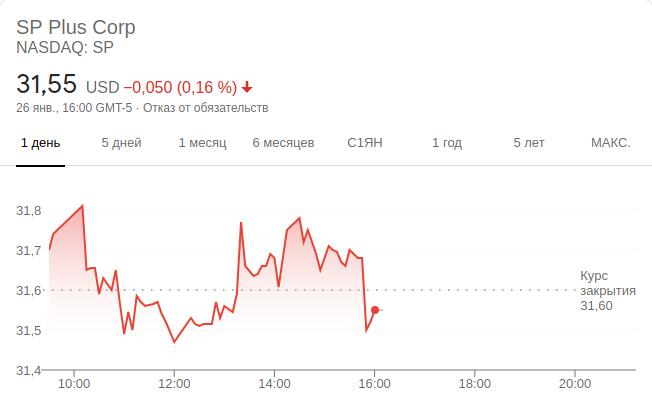 SP Plus Corp
NASDAQ: SP
31,55 USD −0,050 (0,16 %)
26 янв., 16:00 GMT-5 · Отказ от обязательств
1 день 5 дней 1 месяц 6 месяцев С1ЯН 1 год 5 лет МАКС.
31,8
31,7
31,6
31,5
31,4
Курс
закрытия
31,60
10:00 12:00 14:00 16:00 18:00 20:00